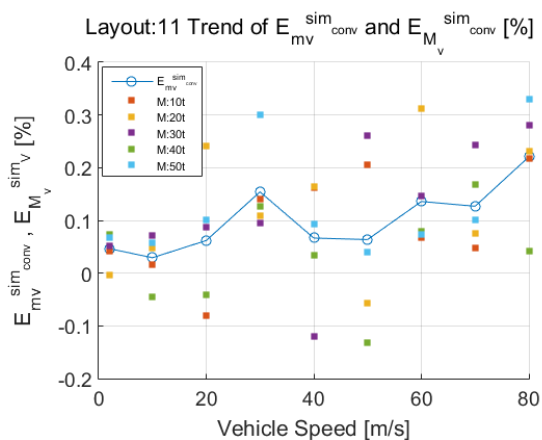 Layout:11 Trend of E_mv^sim_conv and E_M_v^sim_conv [%]
0.4
E_mv^sim_conv
M:10t
M:20t
M:30t
M:40t
M:50t
0.3
0.2
0.1
0
-0.1
-0.2
E_mv^sim_conv , E_M_v^sim_V [%]
0 20 40 60 80
Vehicle Speed [m/s]